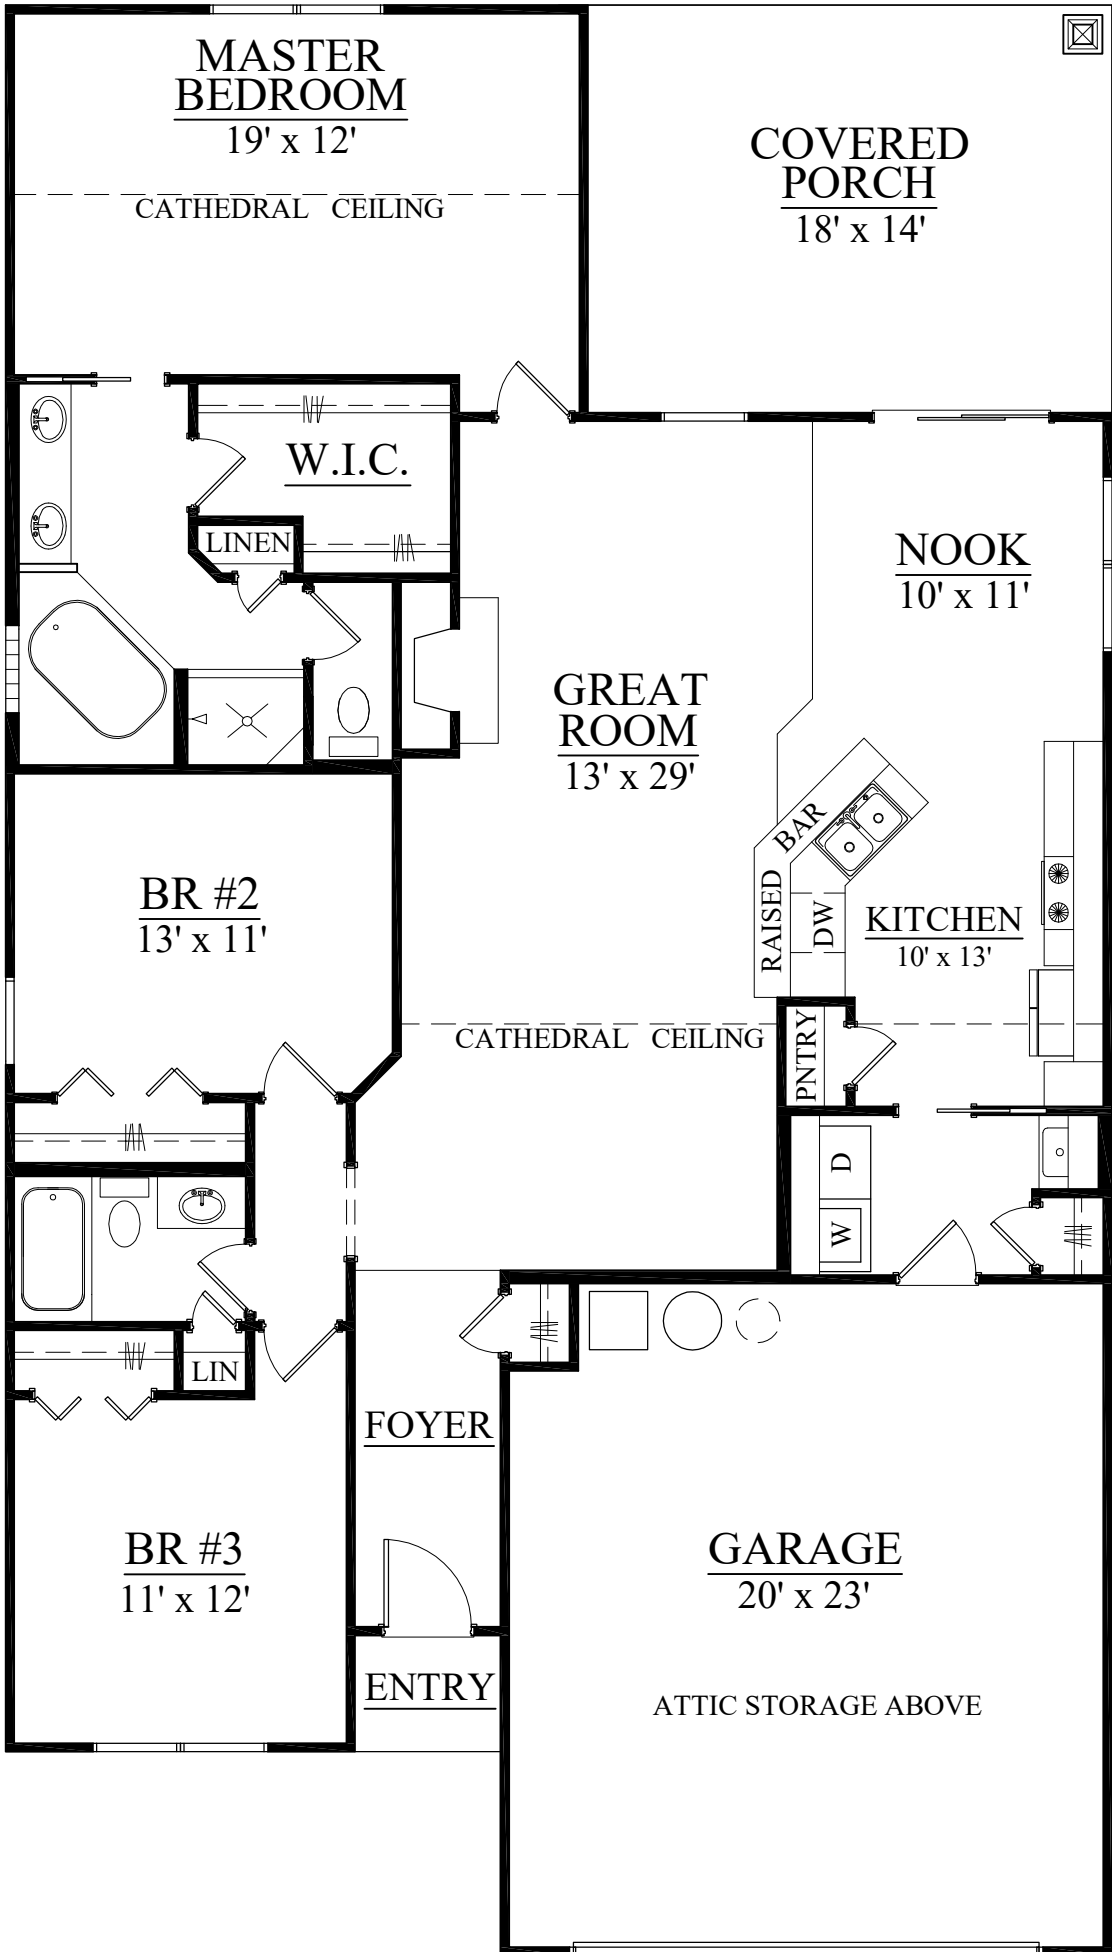 MASTER
BEDROOM
19' x 12'
CATHEDRAL CEILING
COVERED
PORCH
18' x 14'
W.I.C.
LINEN
NOOK
10' x 11'
GREAT
ROOM
13' x 29'
RAISED BAR
DW
KITCHEN
10' x 13'
BR #2
13' x 11'
CATHEDRAL CEILING
PNTRY
D
W
LIN
FOYER
BR #3
11' x 12'
GARAGE
20' x 23'
ENTRY
ATTIC STORAGE ABOVE